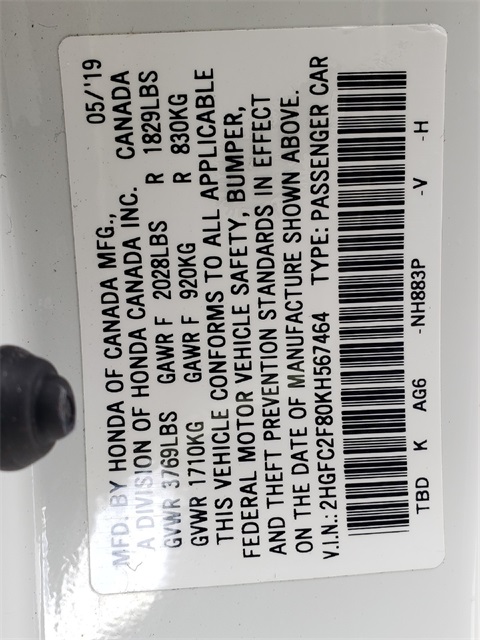 MFD. BY HONDA OF CANADA MFG., 05/'19
A DIVISION OF HONDA CANADA INC. CANADA
GVWR 3769LBS GAWR F 2028LBS R 1829LBS
GVWR 1710KG GAWR F 920KG R 830KG
THIS VEHICLE CONFORMS TO ALL APPLICABLE
FEDERAL MOTOR VEHICLE SAFETY, BUMPER,
AND THEFT PREVENTION STANDARDS IN EFFECT
ON THE DATE OF MANUFACTURE SHOWN ABOVE.
V.I.N.: 2HGFC2F80KH567464 TYPE: PASSENGER CAR
TBD K AG6 -NH883P -V -H